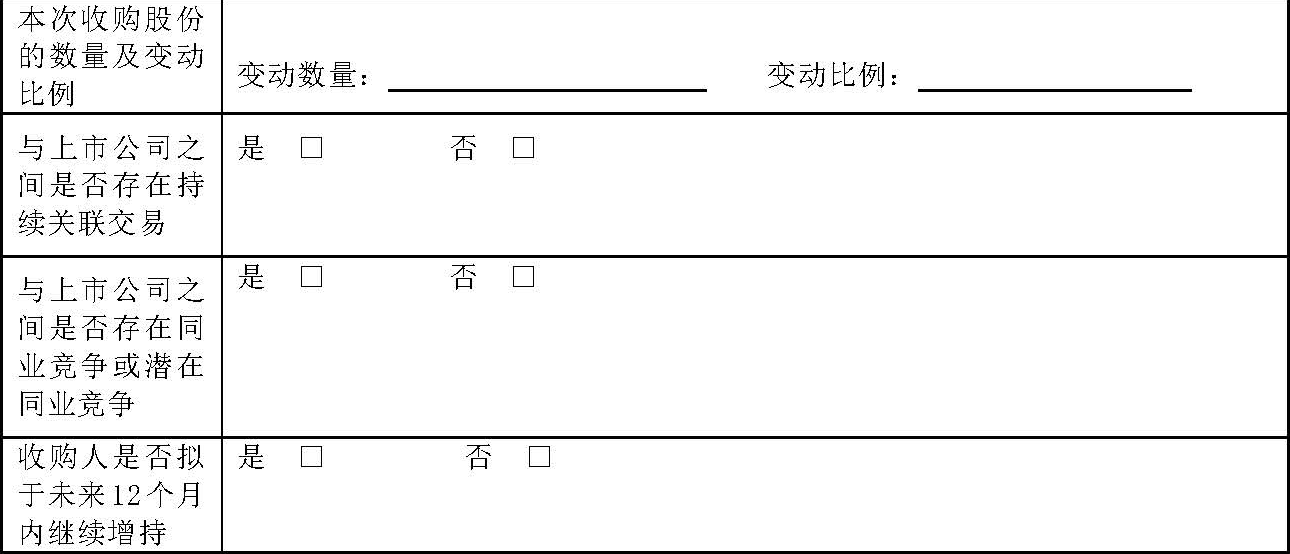 本次收购股份
的数量及变动
比例
变动数量： 变动比例：
与上市公司之
间是否存在持
续关联交易
是 □ 否 □
与上市公司之
间是否存在同
业竞争或潜在
同业竞争
是 □ 否 □
收购人是否拟
于未来12个月
内继续增持
是 □ 否 □